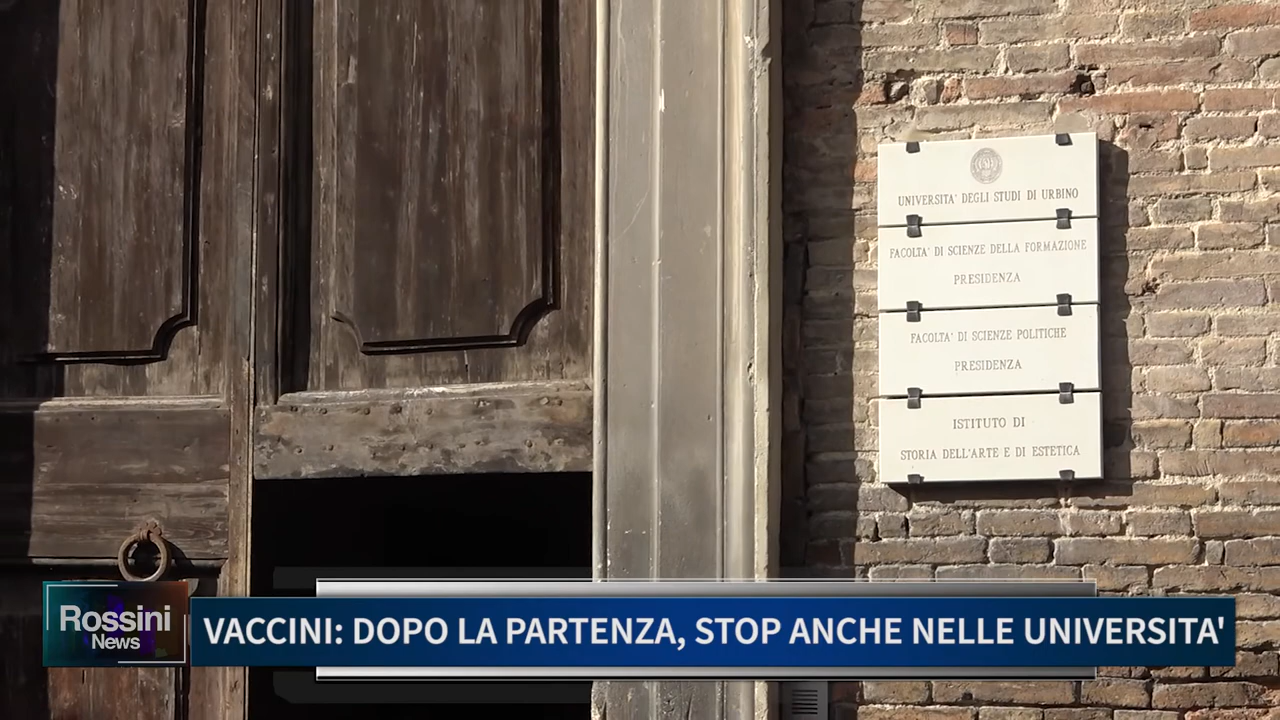 UNIVERSITA' DEGLI STUDI DI URBINO
FACOLTA' DI SCIENZE DELLA FORMAZIONE
PRESIDENZA
FACOLTA' DI SCIENZE POLITICHE
PRESIDENZA
ISTITUTO DI
STORIA DELL'ARTE E DI ESTETICA
Rossini
News
VACCINI: DOPO LA PARTENZA, STOP ANCHE NELLE UNIVERSITA'